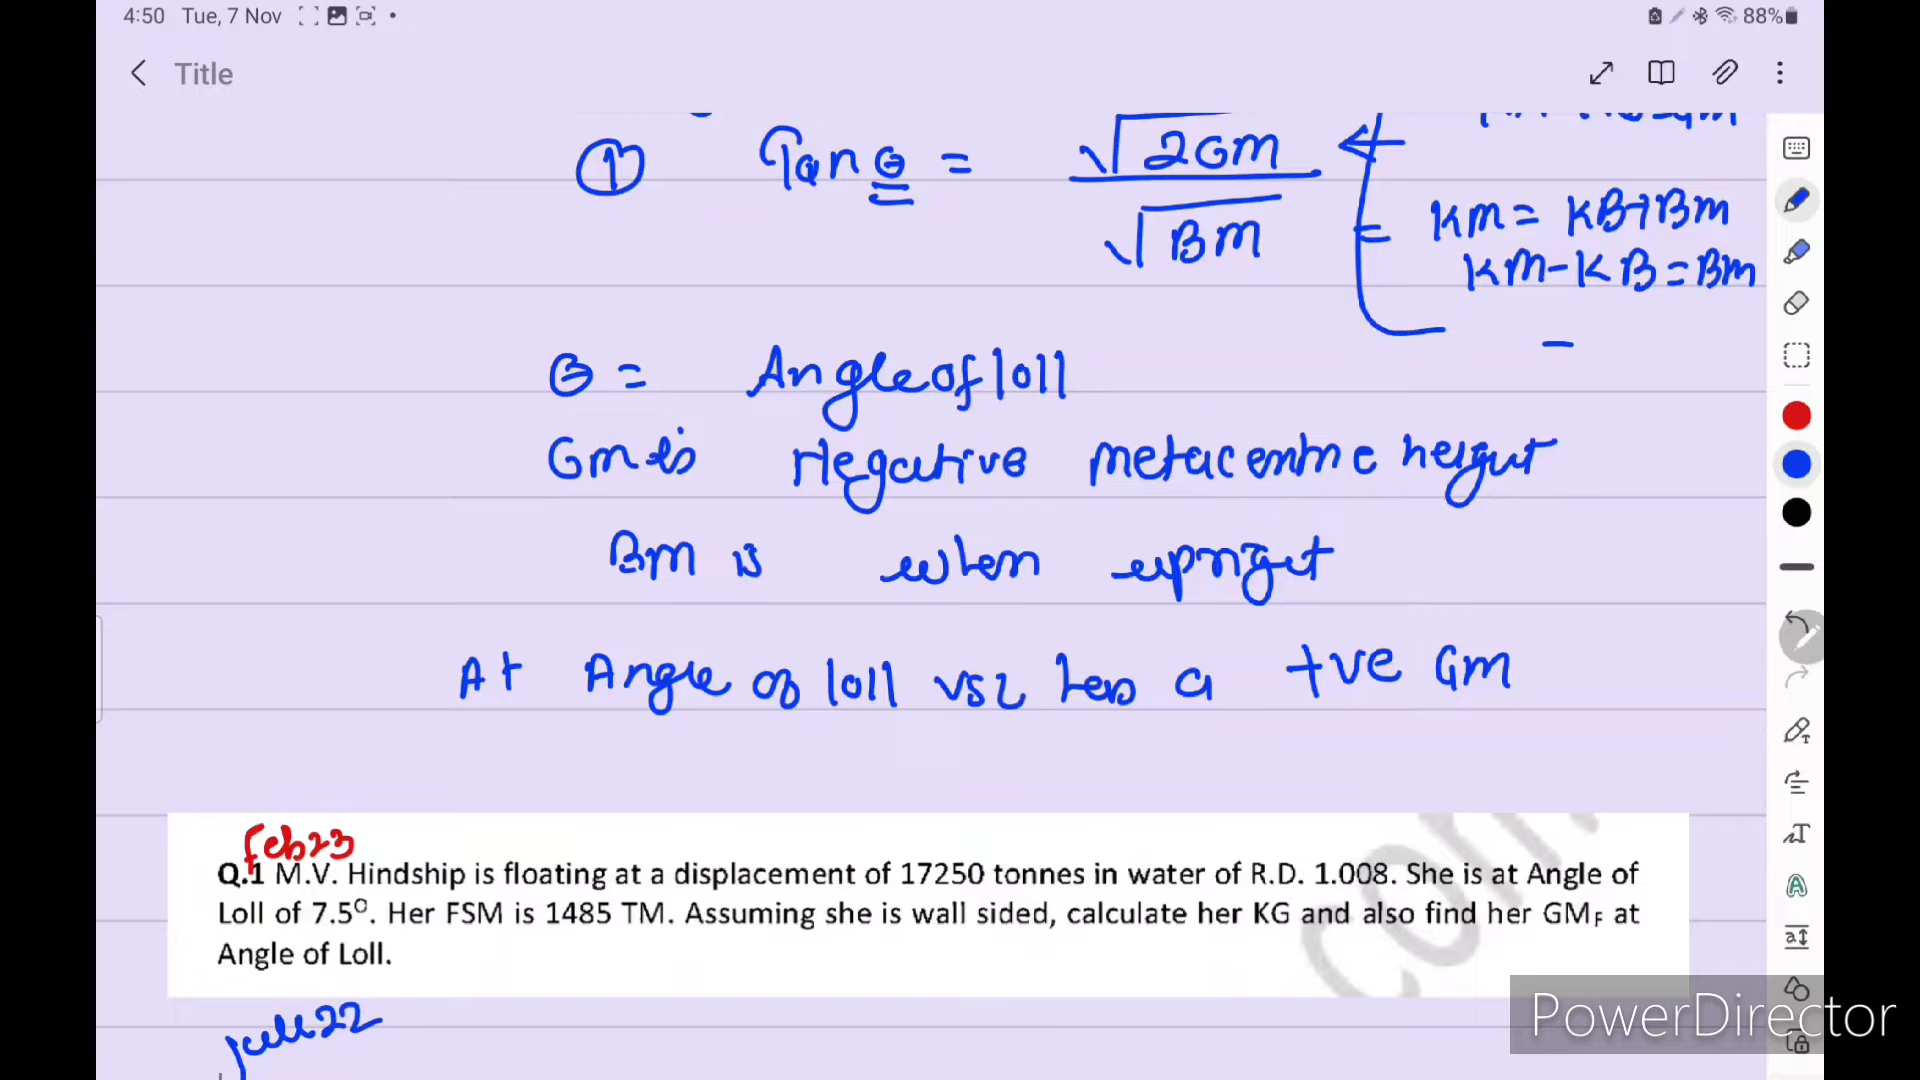 4:50 Tue, 7 Nov
88%
Title
① Tan θ = √2GM
√BM
KM = KB+BM
KM-KB=BM
θ = Angle of loll
Gm is Negative metacentric height
BM is when upright
At Angle of loll vsl has a +ve GM
Feb23
Q.1 M.V. Hindship is floating at a displacement of 17250 tonnes in water of R.D. 1.008. She is at Angle of
Loll of 7.5⁰. Her FSM is 1485 TM. Assuming she is wall sided, calculate her KG and also find her GMF at
Angle of Loll.
com
PowerDirector